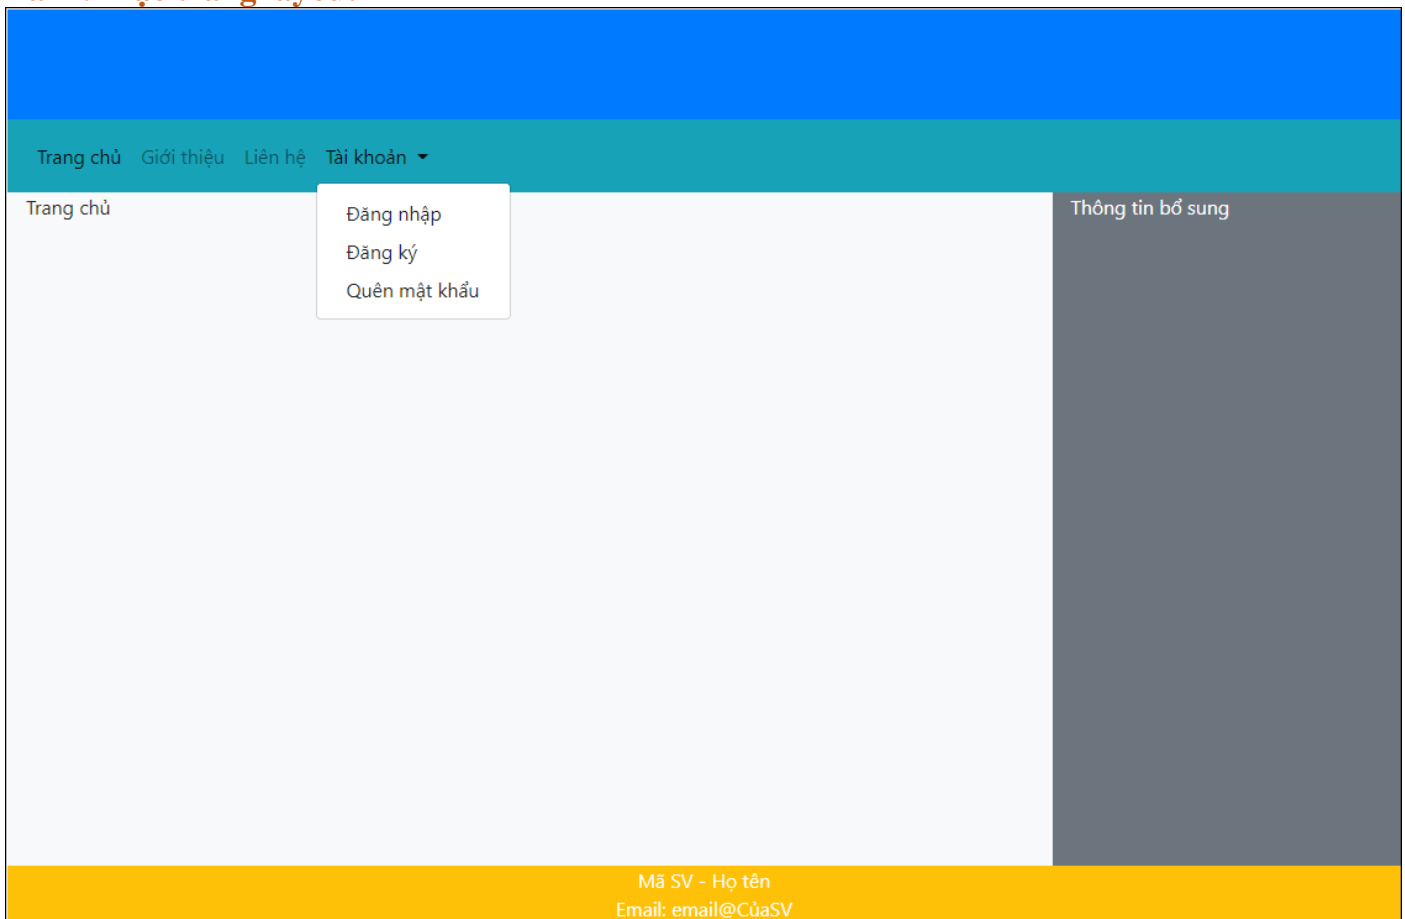 Trang chủ Giới thiệu Liên hệ Tài khoản
Trang chủ
Đăng nhập
Đăng ký
Quên mật khẩu
Thông tin bổ sung
Mã SV - Họ tên
Email: email@CủaSV